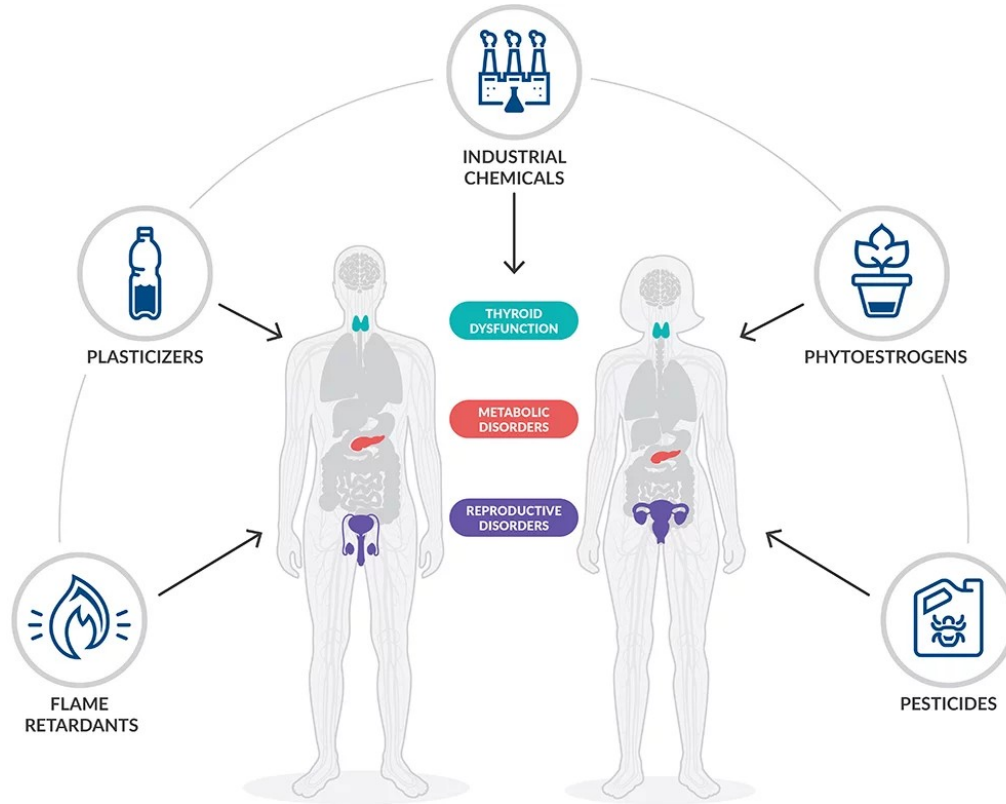 INDUSTRIAL
CHEMICALS
PLASTICIZERS
PHYTOESTROGENS
THYROID
DYSFUNCTION
METABOLIC
DISORDERS
REPRODUCTIVE
DISORDERS
FLAME
RETARDANTS
PESTICIDES